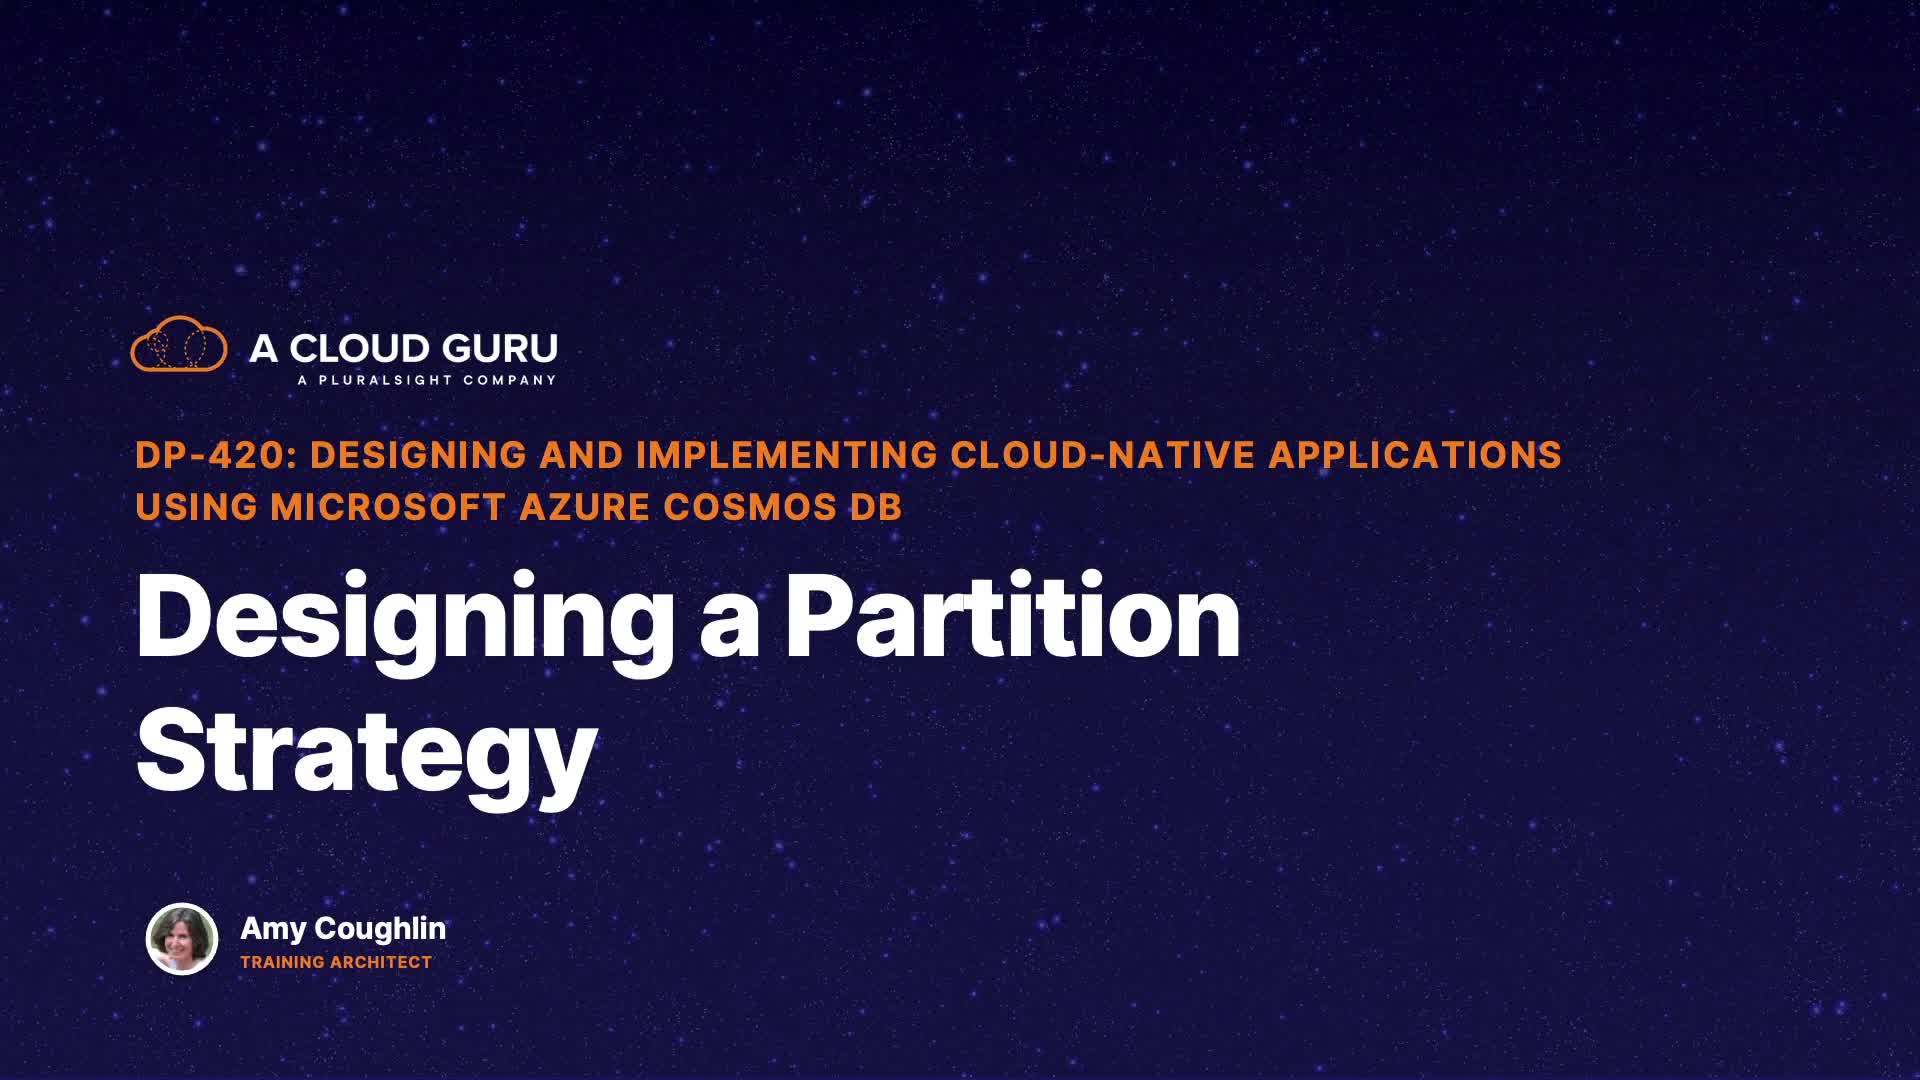 A CLOUD GURU
A PLURALSIGHT COMPANY
DP-420: DESIGNING AND IMPLEMENTING CLOUD-NATIVE APPLICATIONS
USING MICROSOFT AZURE COSMOS DB
Designing a Partition
Strategy
Amy Coughlin
TRAINING ARCHITECT